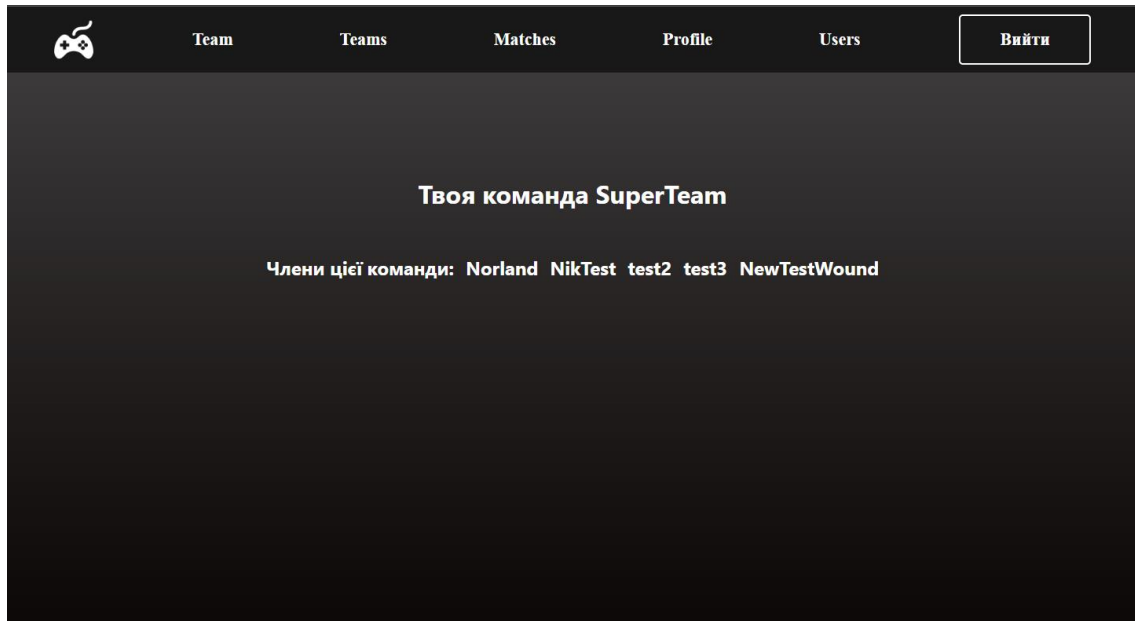 Team Teams Matches Profile Users Вийти
Твоя команда SuperTeam
Члени цієї команди: Norland NikTest test2 test3 NewTestWound